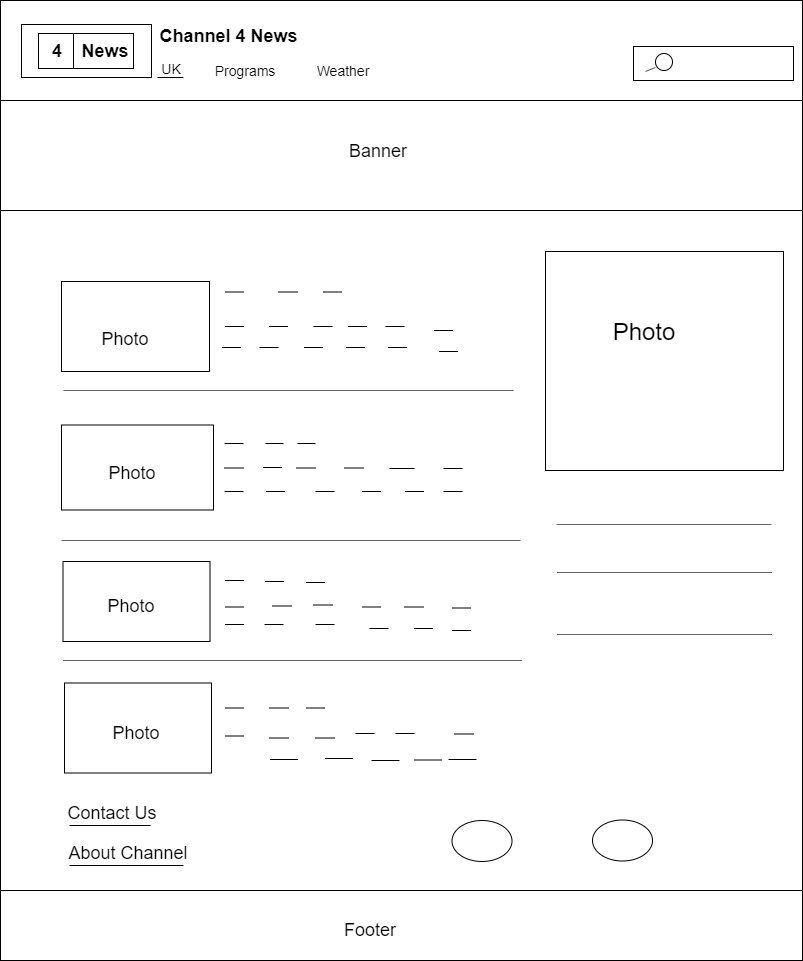 4 News
Channel 4 News
UK Programs Weather
Banner
Photo
Photo
Photo
Photo
Photo
Contact Us
About Channel
Footer